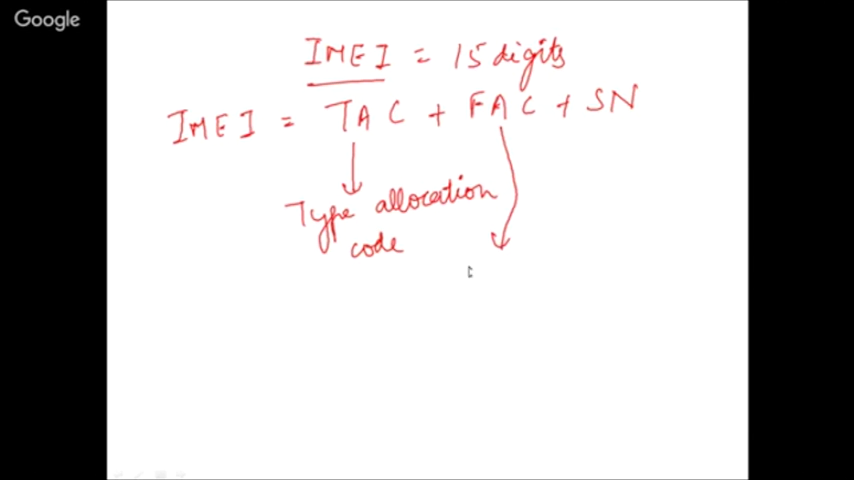 Google
IMEI = 15 digits
IMEI = TAC + FAC + SN
Type allocation
code